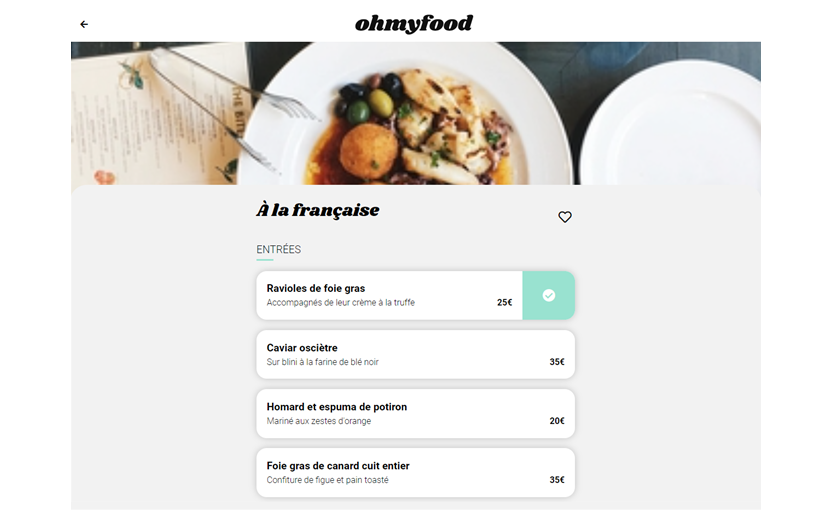 ohmyfood
À la française
ENTRÉES
Ravioles de foie gras
Accompagnés de leur crème à la truffe 25€
Caviar osciètre
Sur blini à la farine de blé noir 35€
Homard et espuma de potiron
Mariné aux zestes d'orange 20€
Foie gras de canard cuit entier
Confiture de figue et pain toasté 35€